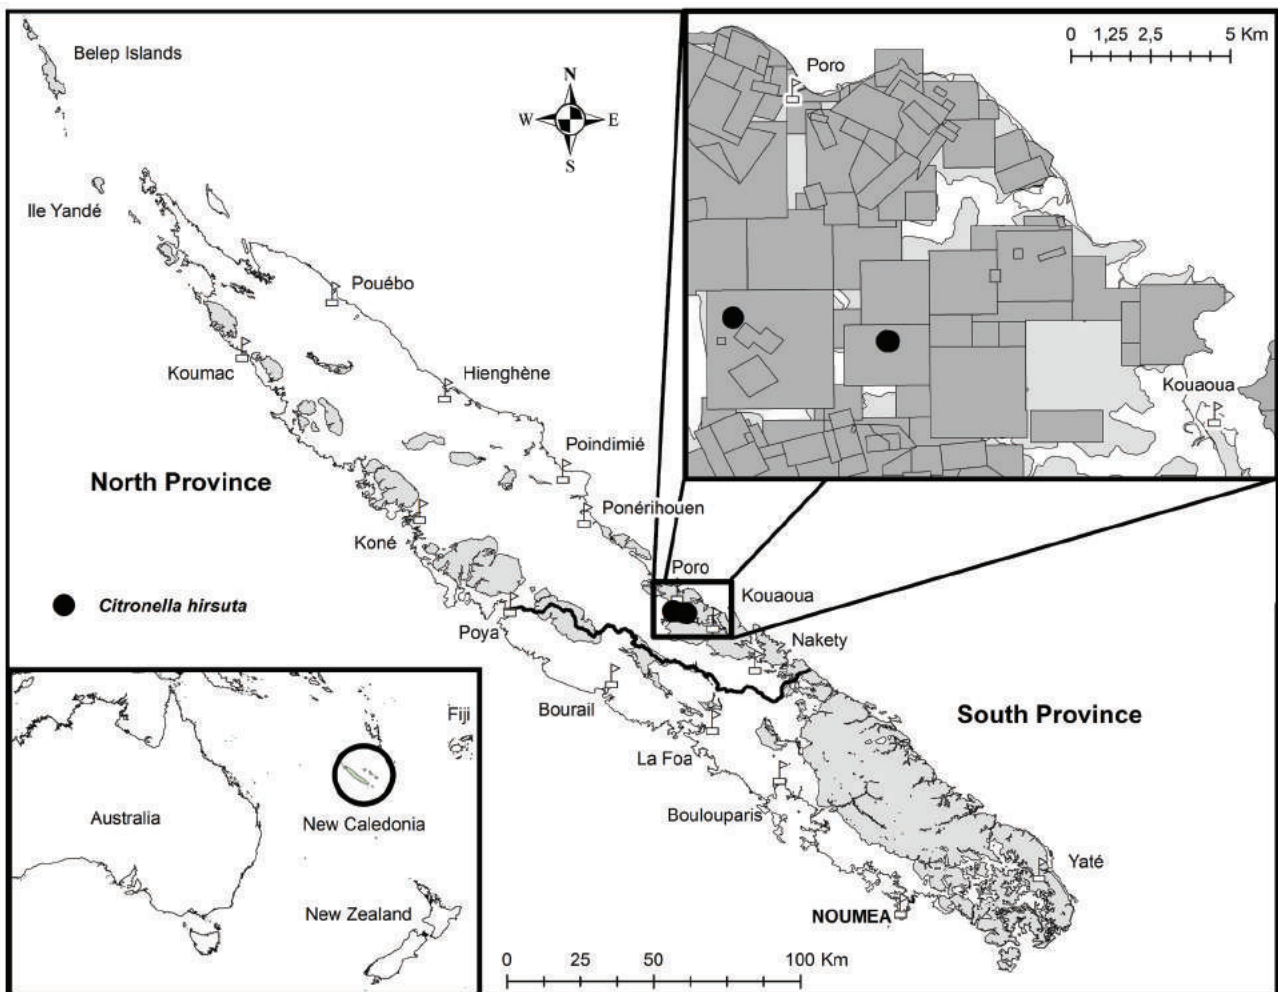 Belep Islands
Ile Yandé
N
W E
S
0 1,25 2,5 5 Km
Poro
Kouaoua
Pouébo
Koumac
Hienghène
Poindimié
North Province
Ponérihouen
Koné
Poro
Kouaoua
Citronella hirsuta
Poya
Nakety
Bourail
South Province
La Foa
Boulouparis
Yaté
NOUMEA
Fiji
Australia
New Caledonia
New Zealand
0 25 50 100 Km